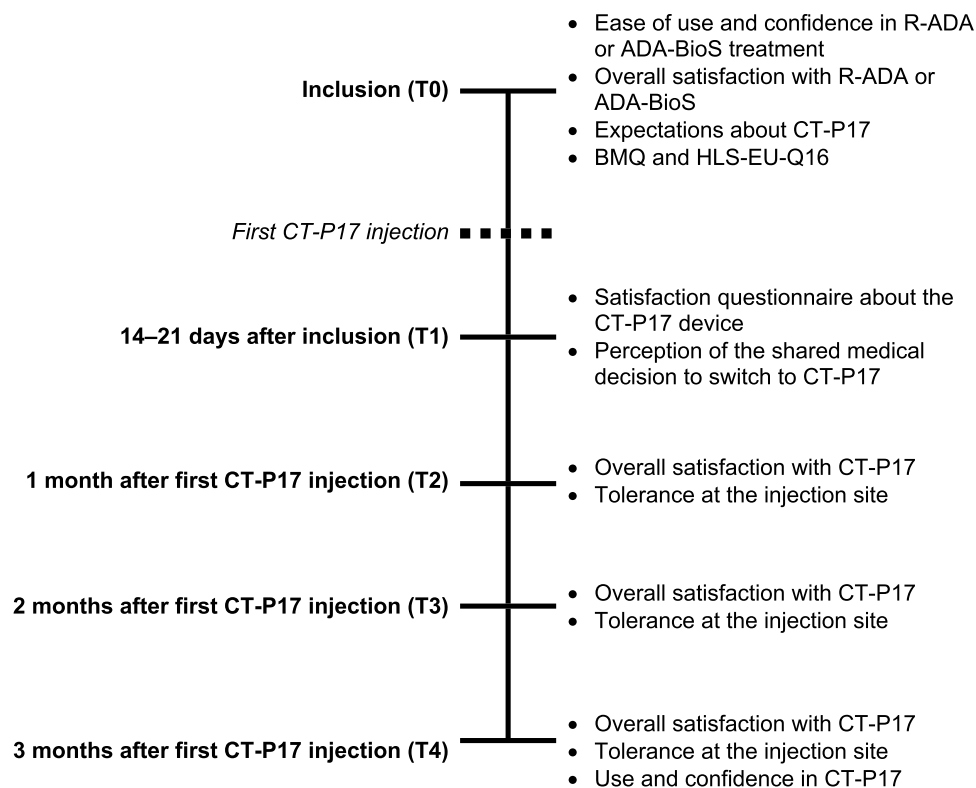 • Ease of use and confidence in R-ADA
or ADA-BioS treatment
Inclusion (T0)
• Overall satisfaction with R-ADA or
ADA-BioS
• Expectations about CT-P17
• BMQ and HLS-EU-Q16
First CT-P17 injection
14–21 days after inclusion (T1)
• Satisfaction questionnaire about the
CT-P17 device
• Perception of the shared medical
decision to switch to CT-P17
1 month after first CT-P17 injection (T2)
• Overall satisfaction with CT-P17
• Tolerance at the injection site
2 months after first CT-P17 injection (T3)
• Overall satisfaction with CT-P17
• Tolerance at the injection site
3 months after first CT-P17 injection (T4)
• Overall satisfaction with CT-P17
• Tolerance at the injection site
• Use and confidence in CT-P17